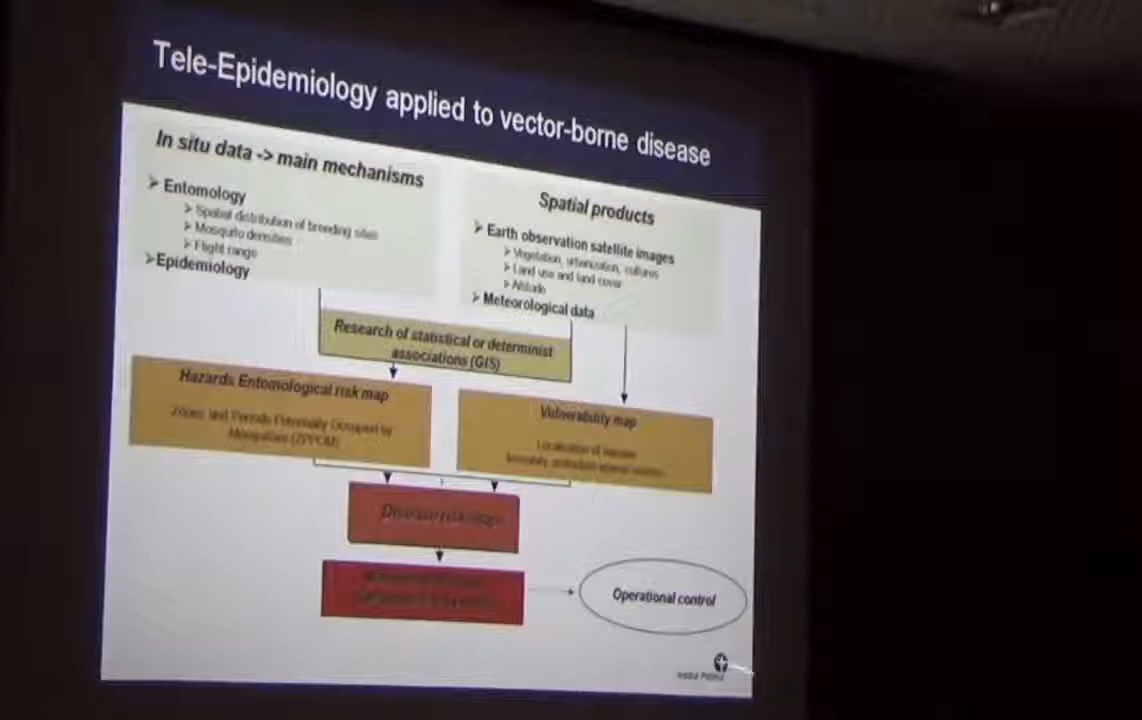 Tele-Epidemiology applied to vector-borne disease
In situ data -> main mechanisms
➢ Entomology
➢ Spatial distribution of breeding sites
➢ Mosquito densities
➢ Flight range
➢Epidemiology
Spatial products
➢ Earth observation satellite images
➢ Vegetation, urbanization, cultures
➢ Land use and land cover
➢ Altitude
➢ Meteorological data
Research of statistical or determinist
associations (GIS)
Hazards Entomological risk map
Zones and Periods Potentially Occupied by
Mosquitoes (ZPPOM)
Vulnerability map
Localisation of
Disease risk map
Operational control